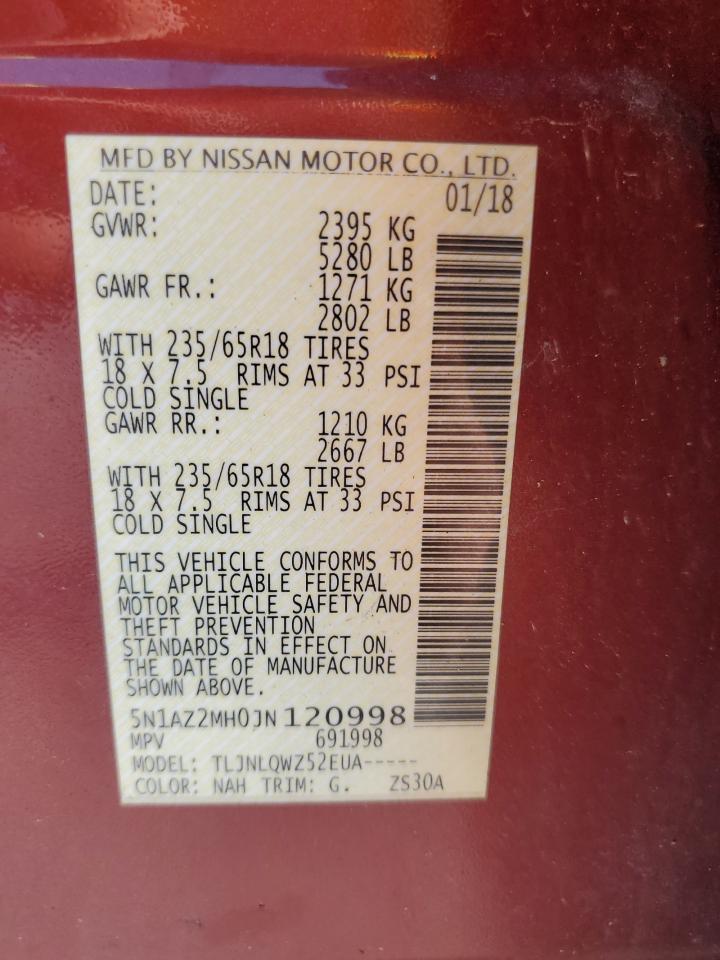 MFD BY NISSAN MOTOR CO., LTD.
DATE: 01/18
GVWR: 2395 KG
5280 LB
GAWR FR.: 1271 KG
2802 LB
WITH 235/65R18 TIRES
18 X 7.5 RIMS AT 33 PSI
COLD SINGLE
GAWR RR.: 1210 KG
2667 LB
WITH 235/65R18 TIRES
18 X 7.5 RIMS AT 33 PSI
COLD SINGLE
THIS VEHICLE CONFORMS TO
ALL APPLICABLE FEDERAL
MOTOR VEHICLE SAFETY AND
THEFT PREVENTION
STANDARDS IN EFFECT ON
THE DATE OF MANUFACTURE
SHOWN ABOVE.
5N1AZ2MH0JN120998
MPV 691998
MODEL: TLJNLQWZ52EUA-----
COLOR: NAH TRIM: G. ZS30A